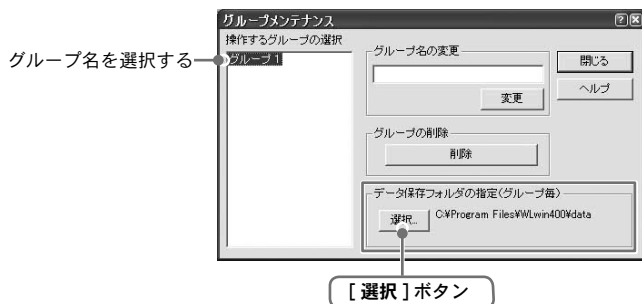 グループメンテナンス
操作するグループの選択
グループ名を選択する
グループ1
グループ名の変更
変更
閉じる
ヘルプ
グループの削除
削除
データ保存フォルダの指定(グループ毎)
選択...
C:¥Program Files¥WLwin400¥data
[ 選択 ] ボタン